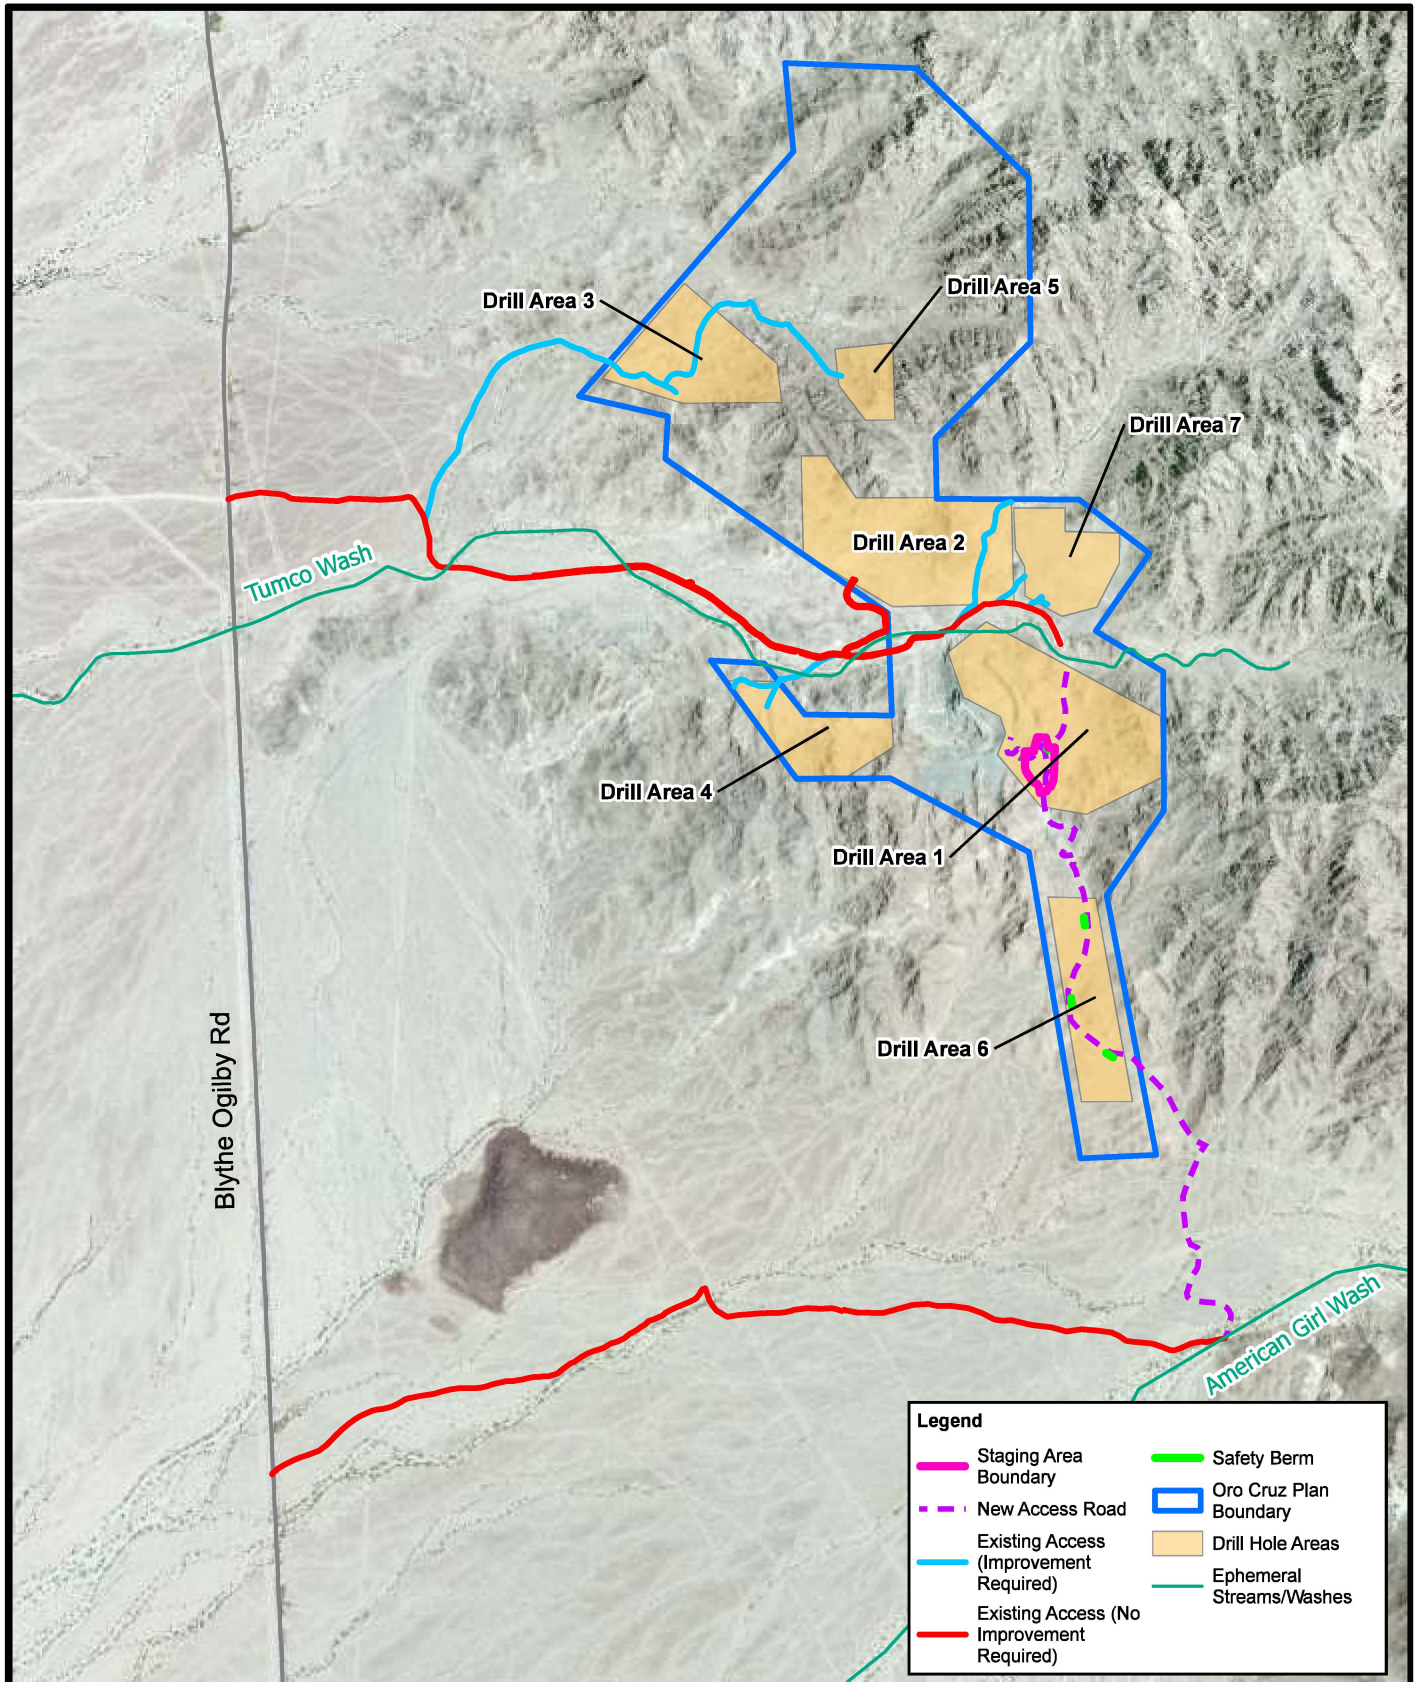 Drill Area 5
Drill Area 3
Drill Area 7
Drill Area 2
Tumco Wash
Drill Area 4
Drill Area 1
Blythe Ogilby Rd
Drill Area 6
American Girl Wash
Legend
Staging Area
Boundary
New Access Road
Existing Access
(Improvement
Required)
Existing Access (No
Improvement
Required)
Safety Berm
Oro Cruz Plan
Boundary
Drill Hole Areas
Ephemeral
Streams/Washes